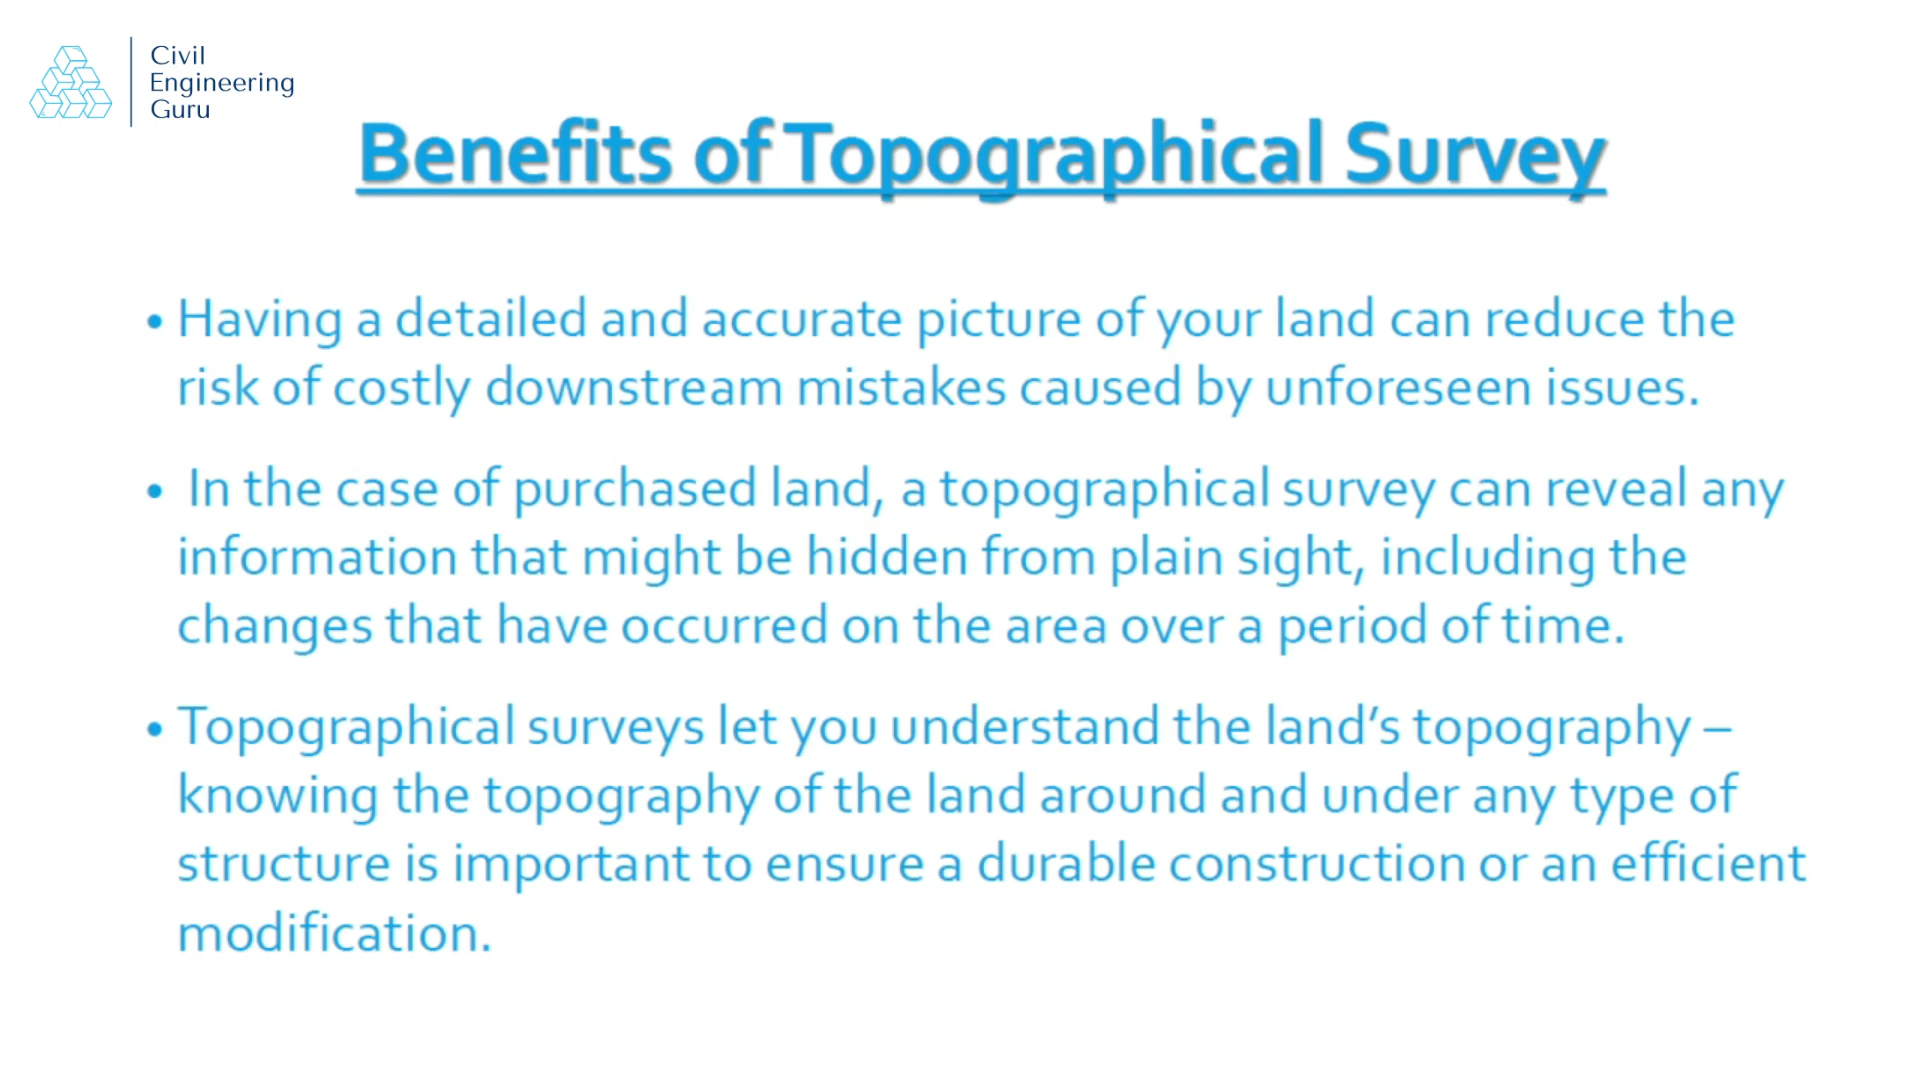 Civil
Engineering
Guru
Benefits of Topographical Survey
• Having a detailed and accurate picture of your land can reduce the
risk of costly downstream mistakes caused by unforeseen issues.
• In the case of purchased land, a topographical survey can reveal any
information that might be hidden from plain sight, including the
changes that have occurred on the area over a period of time.
• Topographical surveys let you understand the land’s topography –
knowing the topography of the land around and under any type of
structure is important to ensure a durable construction or an efficient
modification.